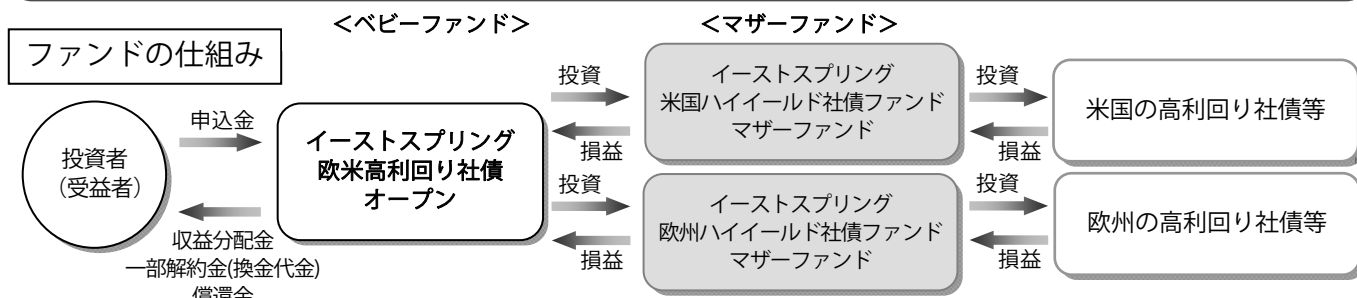 <ベビーファンド>
<マザーファンド>
ファンドの仕組み
投資者
(受益者)
申込金
収益分配金
一部解約金(換金代金)
償還金
イーストスプリング
欧米高利回り社債
オープン
投資
損益
投資
損益
イーストスプリング
米国ハイイールド社債ファンド
マザーファンド
投資
損益
米国の高利回り社債等
イーストスプリング
欧州ハイイールド社債ファンド
マザーファンド
投資
損益
欧州の高利回り社債等